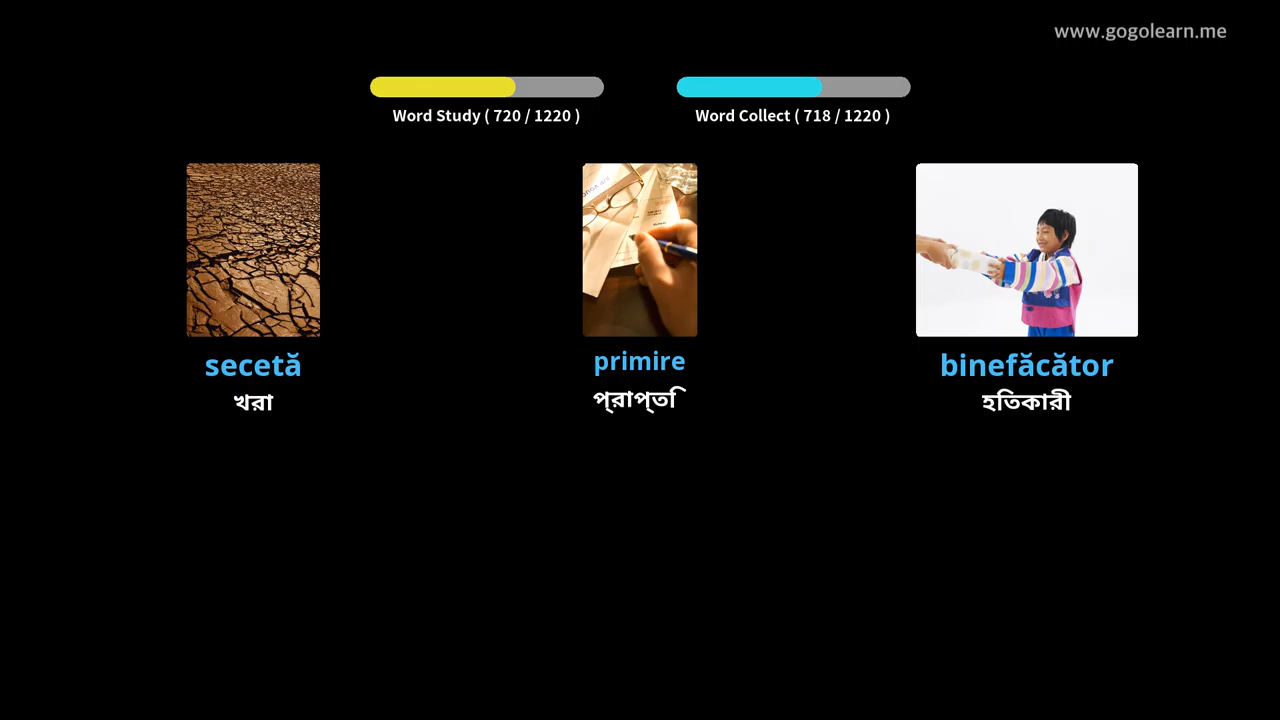 www.gogolearn.me
Word Study ( 720 / 1220 )
Word Collect ( 718 / 1220 )
secetă
primire
binefăcător
খরা
প্রাপ্তি
হিতকারী